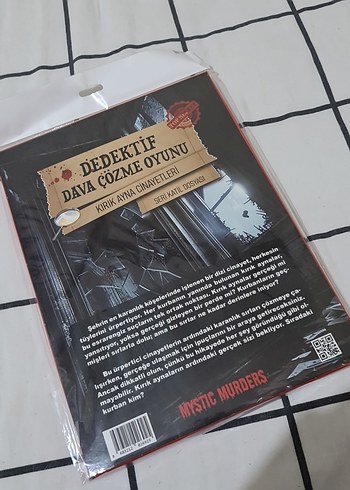 DEDEKTİF
DAVA ÇÖZME OYUNU
KIRIK AYNA CİNAYETLERİ
SERİ KATİL DOSYASI
Şehrin en karanlık köşelerinde işlenen bir dizi cinayet, herkesin
tüylerini ürpertiyor. Her kurbanın yanında bulunan kırık aynalar,
bu esrarengiz suçların tek ortak noktası. Ayna gerçeği mi
yansıtıyor, yoksa gerçeği gizleyen bir perde mi? Kurbanların geç-
mişleri sırlarla dolu; ama bu sırlar ne kadar derinlere iniyor?
Bu ürpertici cinayetlerin ardındaki karanlık sırları çözmeye ça-
lışırken, gerçeğe ulaşmak için ipuçlarını bir araya getireceksiniz.
Ancak dikkatli olun, çünkü bu hikayede her şey göründüğü gibi ol-
mayabilir. Kırık aynaların ardındaki gerçek sizi bekliyor. Sıradaki
kurban kim?
MYSTIC MURDERS